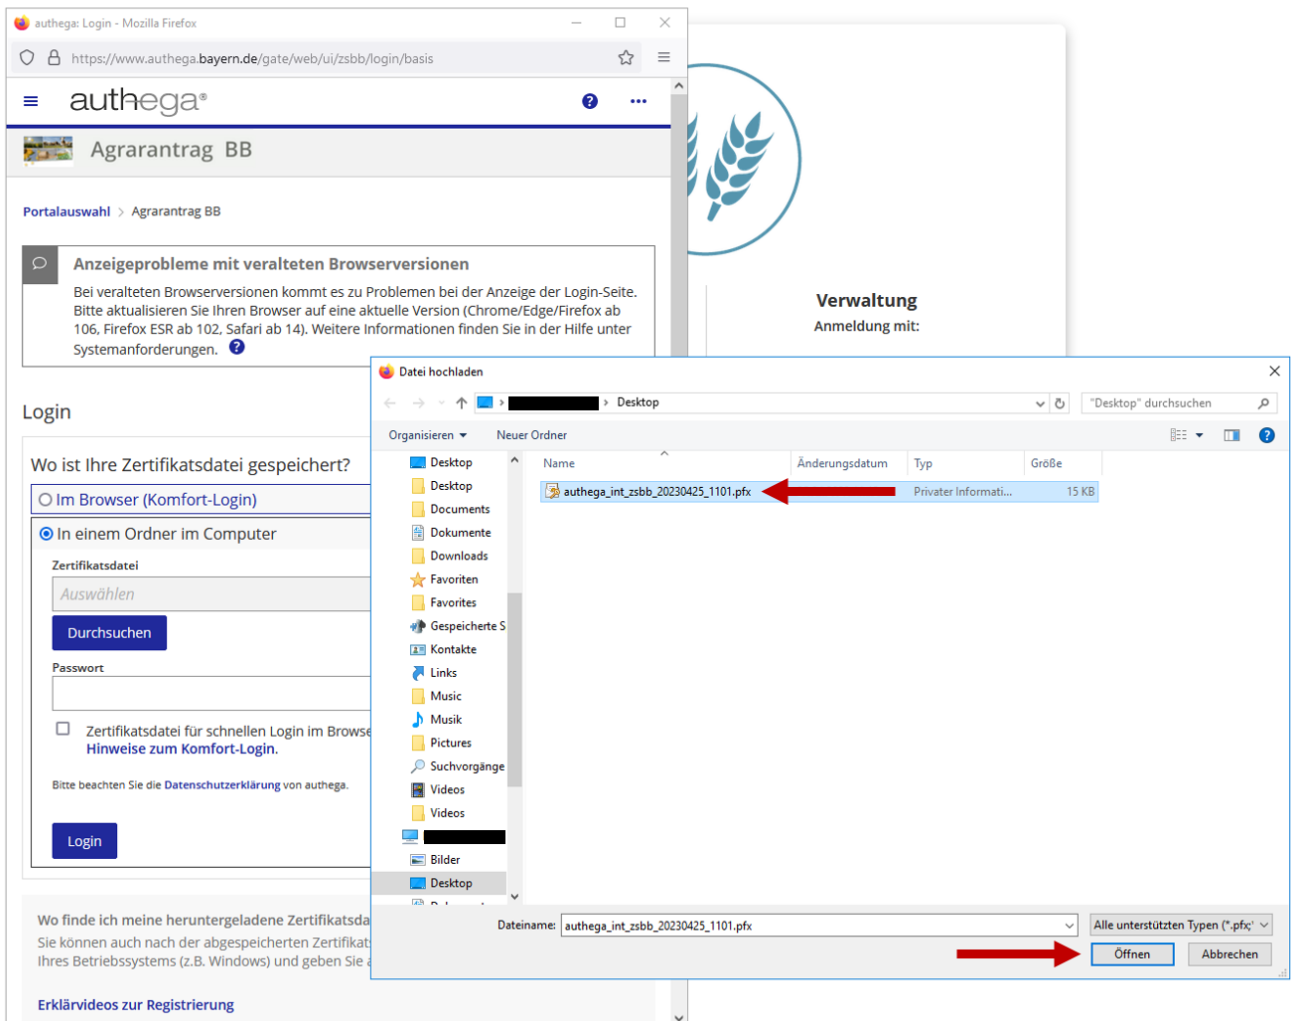 authega: Login - Mozilla Firefox
https://www.authega.bayern.de/gate/web/ui/zsbb/login/basis
authega®
Agrarantrag BB
Portalauswahl > Agrarantrag BB
Anzeigeprobleme mit veralteten Browserversionen
Bei veralteten Browserversionen kommt es zu Problemen bei der Anzeige der Login-Seite.
Bitte aktualisieren Sie Ihren Browser auf eine aktuelle Version (Chrome/Edge/Firefox ab
106, Firefox ESR ab 102, Safari ab 14). Weitere Informationen finden Sie in der Hilfe unter
Systemanforderungen.
Verwaltung
Anmeldung mit:
Login
Wo ist Ihre Zertifikatsdatei gespeichert?
Im Browser (Komfort-Login)
In einem Ordner im Computer
Zertifikatsdatei
Auswählen
Durchsuchen
Passwort
Zertifikatsdatei für schnellen Login im Browse
Hinweise zum Komfort-Login.
Bitte beachten Sie die Datenschutzerklärung von authega.
Login
Wo finde ich meine heruntergeladene Zertifikatsda
Sie können auch nach der abgespeicherten Zertifikat
Ihres Betriebssystems (z.B. Windows) und geben Sie
Erklärvideos zur Registrierung
Datei hochladen
> Desktop
"Desktop" durchsuchen
Organisieren
Neuer Ordner
Name Änderungsdatum Typ Größe
authega_int_zsbb_20230425_1101.pfx Privater Informati... 15 KB
Desktop
Desktop
Documents
Dokumente
Downloads
Favoriten
Favorites
Gespeicherte S
Kontakte
Links
Music
Musik
Pictures
Suchvorgänge
Videos
Videos
Bilder
Desktop
Dateiname: authega_int_zsbb_20230425_1101.pfx
Alle unterstützten Typen (*.pfx;*
Öffnen
Abbrechen